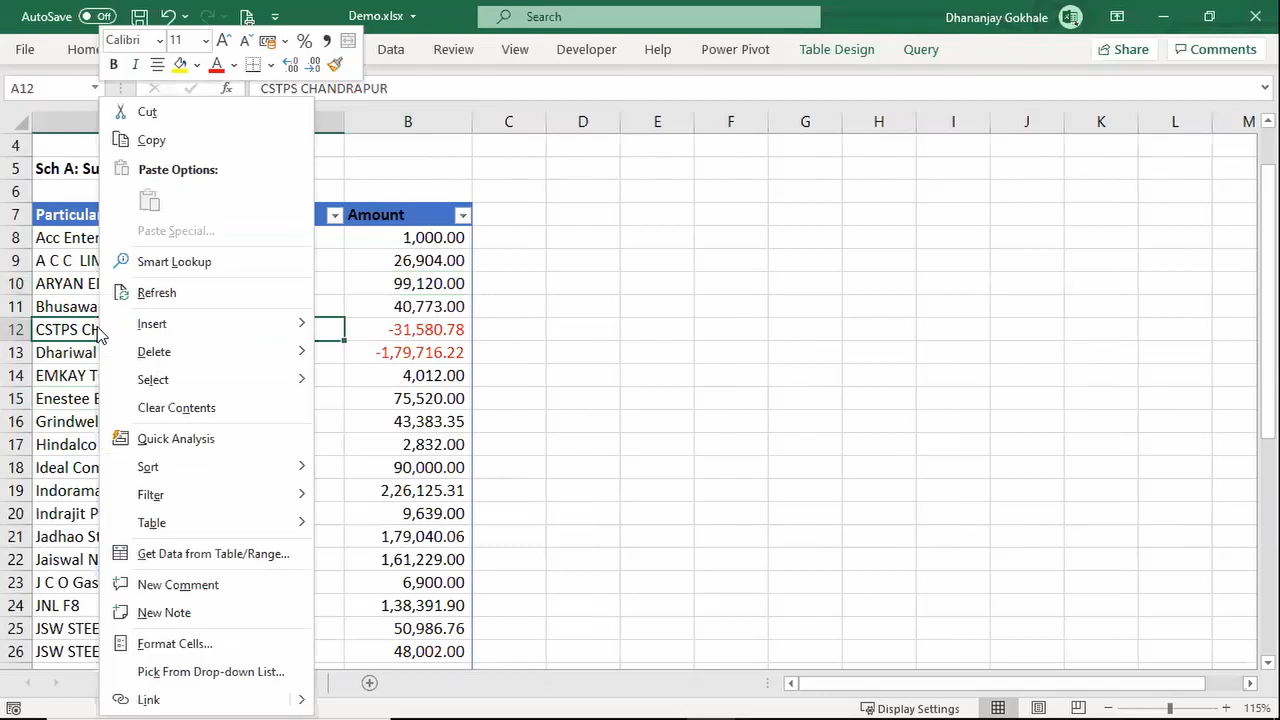 AutoSave Off Demo.xlsx Search Dhananjay Gokhale
File Home Data Review View Developer Help Power Pivot Table Design Query Share Comments
Calibri 11
A12 fx CSTPS CHANDRAPUR
A B C D E F G H I J K L M
4
5 Sch A: Su
6
7 Particular Amount
8 Acc Enter 1,000.00
9 A C C LIN 26,904.00
10 ARYAN E 99,120.00
11 Bhusawa 40,773.00
12 CSTPS CH -31,580.78
13 Dhariwal -1,79,716.22
14 EMKAY T 4,012.00
15 Enestee E 75,520.00
16 Grindwel 43,383.35
17 Hindalco 2,832.00
18 Ideal Con 90,000.00
19 Indorama 2,26,125.31
20 Indrajit P 9,639.00
21 Jadhao St 1,79,040.06
22 Jaiswal N 1,61,229.00
23 J C O Gas 6,900.00
24 JNL F8 1,38,391.90
25 JSW STEE 50,986.76
26 JSW STEE 48,002.00
Cut
Copy
Paste Options:
Paste Special...
Smart Lookup
Refresh
Insert
Delete
Select
Clear Contents
Quick Analysis
Sort
Filter
Table
Get Data from Table/Range...
New Comment
New Note
Format Cells...
Pick From Drop-down List...
Link
Display Settings 115%